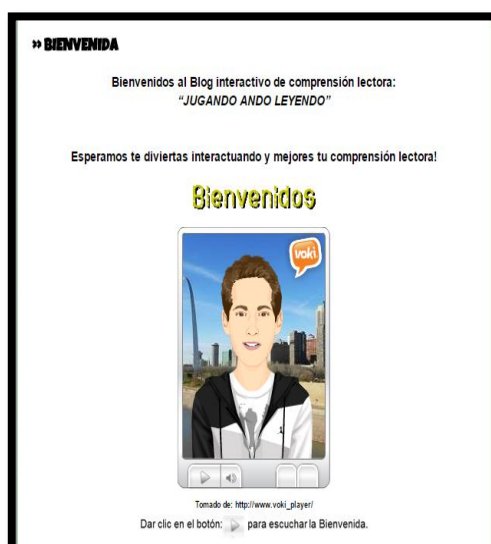 >> BIENVENIDA
Bienvenidos al Blog interactivo de comprensión lectora:
“JUGANDO ANDO LEYENDO”
Esperamos te diviertas interactuando y mejores tu comprensión lectora!
Bienvenidos
voki
Tomado de: http://www.voki_player/
Dar clic en el botón: para escuchar la Bienvenida.